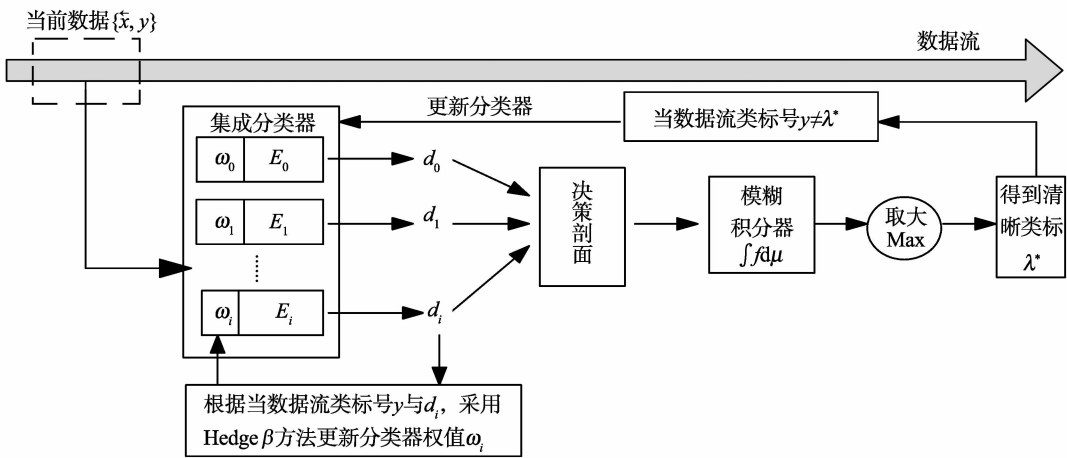 当前数据{x̃, y}
数据流
更新分类器
当数据流类标号y≠λ*
集成分类器
ω0 E0
d0
ω1 E1
d1
......
ωi Ei
di
决
策
剖
面
模糊
积分器
∫fdμ
取大
Max
得到清
晰类标
λ*
根据当数据流类标号y与di，采用
Hedge β方法更新分类器权值ωi